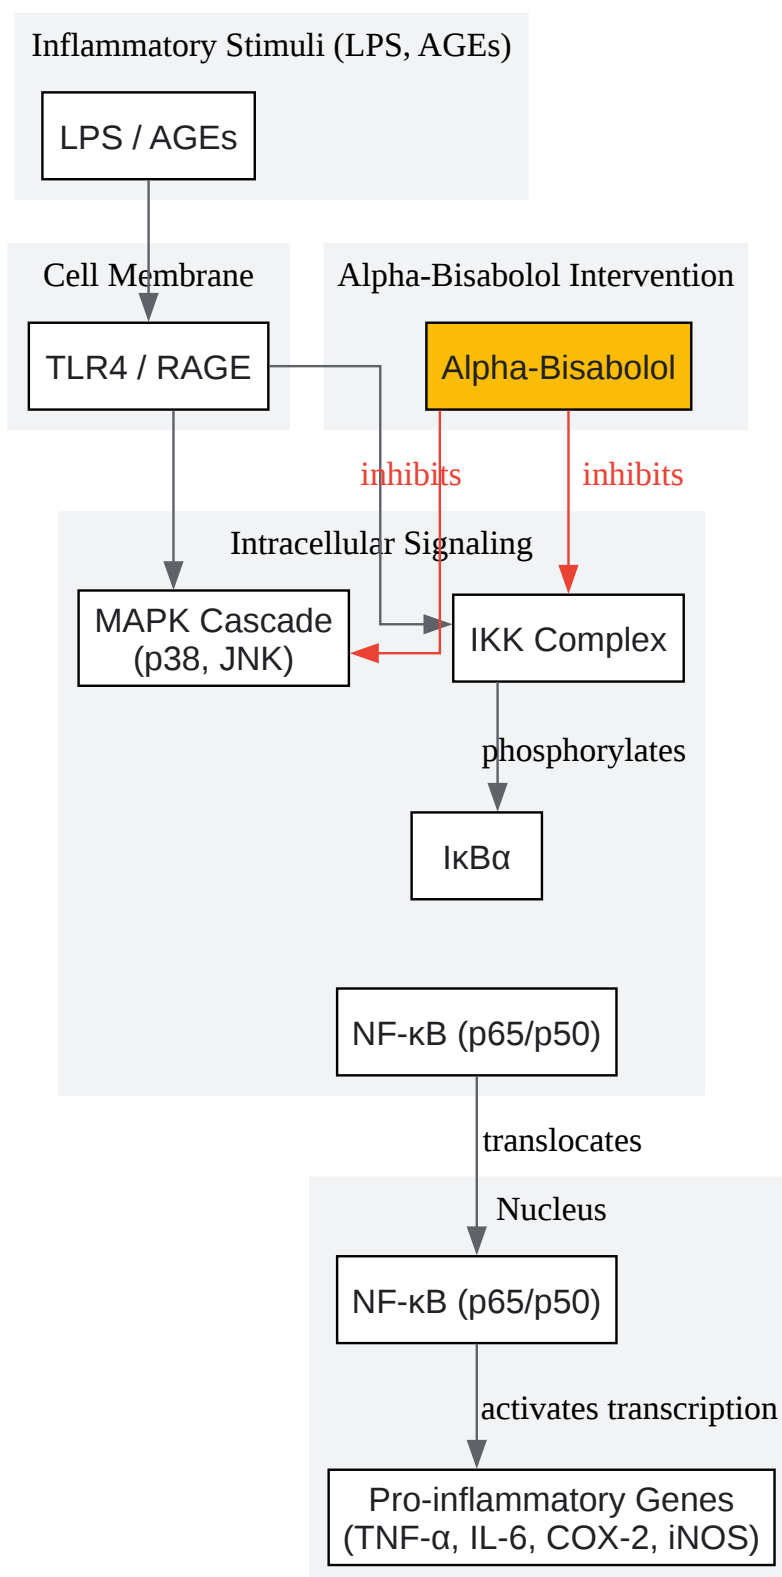 Inflammatory Stimuli (LPS, AGEs)
LPS / AGEs
Cell Membrane
Alpha-Bisabolol Intervention
TLR4 / RAGE
Alpha-Bisabolol
inhibits
inhibits
Intracellular Signaling
MAPK Cascade
(p38, JNK)
IKK Complex
phosphorylates
IκBα
NF-κB (p65/p50)
translocates
Nucleus
NF-κB (p65/p50)
activates transcription
Pro-inflammatory Genes
(TNF-α, IL-6, COX-2, iNOS)